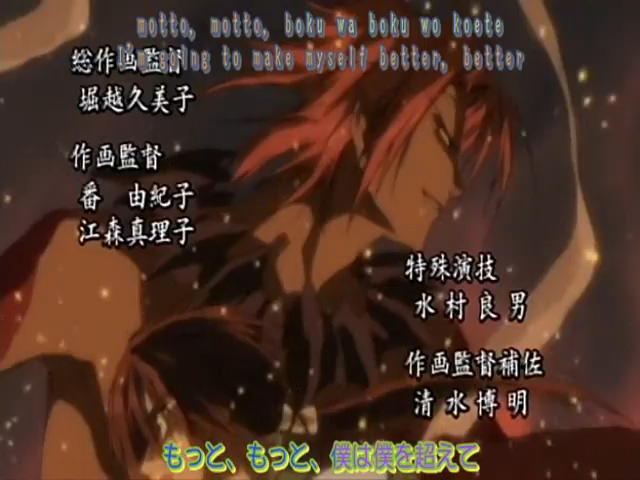 motto, motto, boku wa boku wo koete
I'm going to make myself better, better
総作画監督
堀越久美子
作画監督
番　由紀子
江森真理子
特殊演技
水村良男
作画監督補佐
清水博明
もっと、もっと、僕は僕を超えて